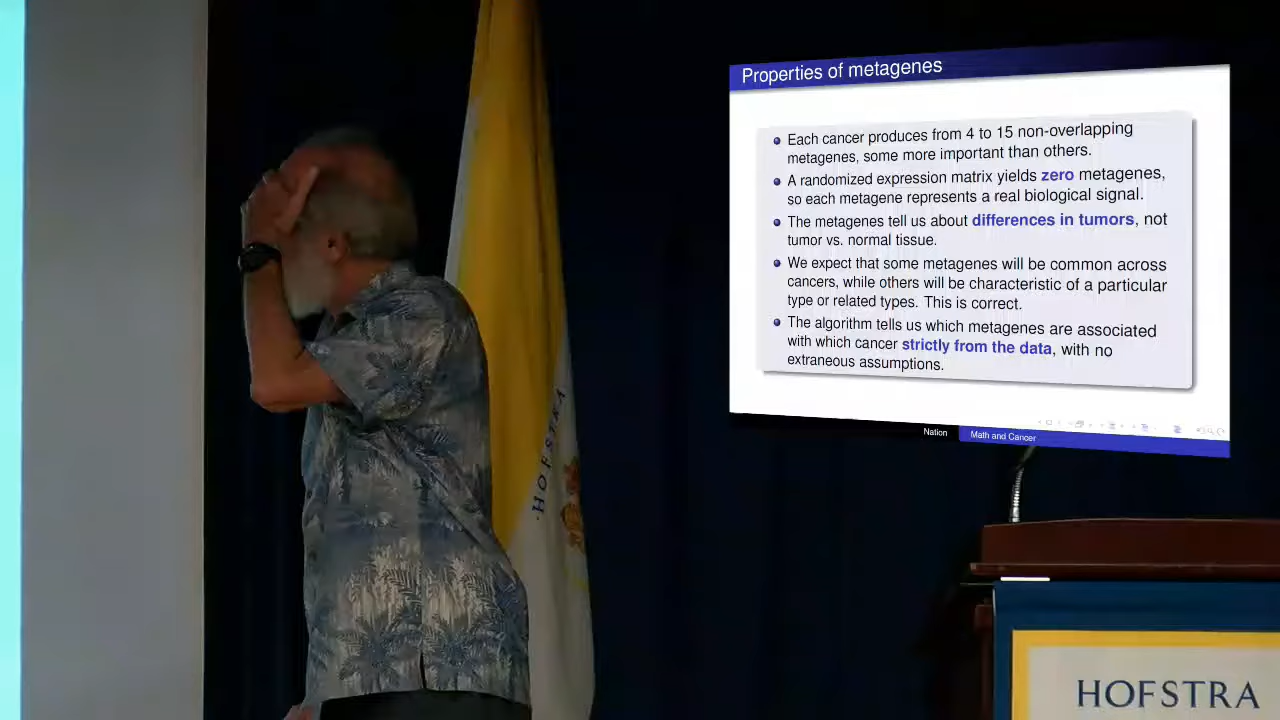 Properties of metagenes
Each cancer produces from 4 to 15 non-overlapping
metagenes, some more important than others.
A randomized expression matrix yields zero metagenes,
so each metagene represents a real biological signal.
The metagenes tell us about differences in tumors, not
tumor vs. normal tissue.
We expect that some metagenes will be common across
cancers, while others will be characteristic of a particular
type or related types. This is correct.
The algorithm tells us which metagenes are associated
with which cancer strictly from the data, with no
extraneous assumptions.
Nation
Math and Cancer
HOFSTRA
HOFSTRA